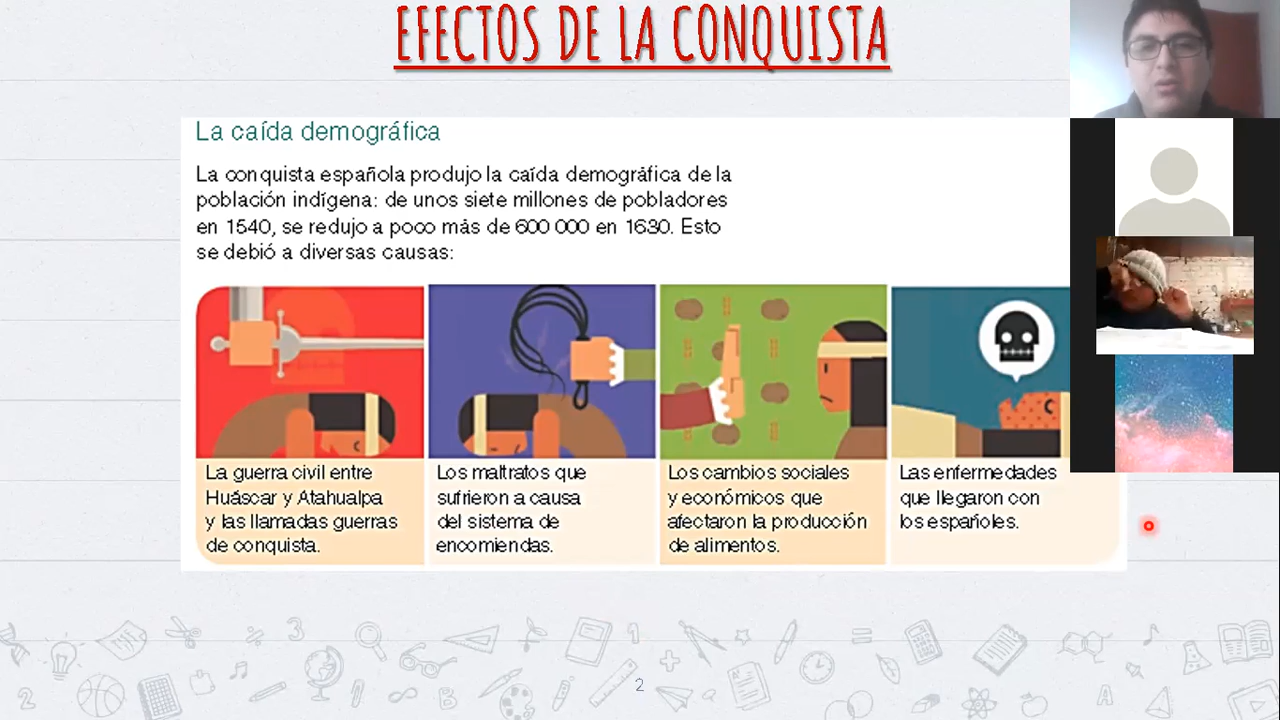 EFECTOS DE LA CONQUISTA
La caída demográfica
La conquista española produjo la caída demográfica de la
población indígena: de unos siete millones de pobladores
en 1540, se redujo a poco más de 600 000 en 1630. Esto
se debió a diversas causas:
La guerra civil entre
Huáscar y Atahualpa
y las llamadas guerras
de conquista.
Los maltratos que
sufrieron a causa
del sistema de
encomiendas.
Los cambios sociales
y económicos que
afectaron la producción
de alimentos.
Las enfermedades
que llegaron con
los españoles.
2